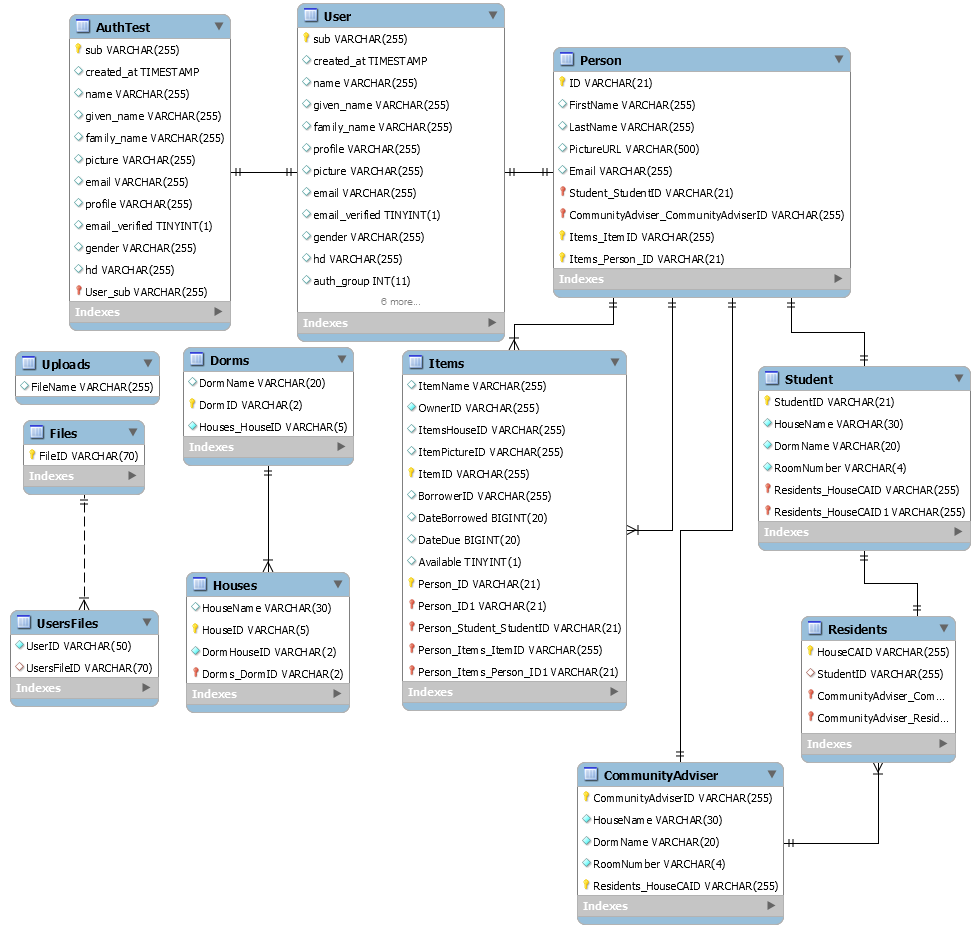 AuthTest
sub VARCHAR(255)
created_at TIMESTAMP
name VARCHAR(255)
given_name VARCHAR(255)
family_name VARCHAR(255)
picture VARCHAR(255)
email VARCHAR(255)
profile VARCHAR(255)
email_verified TINYINT(1)
gender VARCHAR(255)
hd VARCHAR(255)
User_sub VARCHAR(255)
Indexes
User
sub VARCHAR(255)
created_at TIMESTAMP
name VARCHAR(255)
given_name VARCHAR(255)
family_name VARCHAR(255)
profile VARCHAR(255)
picture VARCHAR(255)
email VARCHAR(255)
email_verified TINYINT(1)
gender VARCHAR(255)
hd VARCHAR(255)
auth_group INT(11)
6 more...
Indexes
Person
ID VARCHAR(21)
FirstName VARCHAR(255)
LastName VARCHAR(255)
PictureURL VARCHAR(500)
Email VARCHAR(255)
Student_StudentID VARCHAR(21)
CommunityAdviser_CommunityAdviserID VARCHAR(255)
Items_ItemID VARCHAR(255)
Items_Person_ID VARCHAR(21)
Indexes
Uploads
FileName VARCHAR(255)
Files
FileID VARCHAR(70)
Indexes
UsersFiles
UserID VARCHAR(50)
UsersFileID VARCHAR(70)
Indexes
Dorms
DormName VARCHAR(20)
DormID VARCHAR(2)
Houses_HouseID VARCHAR(5)
Indexes
Houses
HouseName VARCHAR(30)
HouseID VARCHAR(5)
DormHouseID VARCHAR(2)
Dorms_DormID VARCHAR(2)
Indexes
Items
ItemName VARCHAR(255)
OwnerID VARCHAR(255)
ItemsHouseID VARCHAR(255)
ItemPictureID VARCHAR(255)
ItemID VARCHAR(255)
BorrowerID VARCHAR(255)
DateBorrowed BIGINT(20)
DateDue BIGINT(20)
Available TINYINT(1)
Person_ID VARCHAR(21)
Person_ID1 VARCHAR(21)
Person_Student_StudentID VARCHAR(21)
Person_Items_ItemID VARCHAR(255)
Person_Items_Person_ID1 VARCHAR(21)
Indexes
Student
StudentID VARCHAR(21)
HouseName VARCHAR(30)
DormName VARCHAR(20)
RoomNumber VARCHAR(4)
Residents_HouseCAID VARCHAR(255)
Residents_HouseCAID1 VARCHAR(255)
Indexes
Residents
HouseCAID VARCHAR(255)
StudentID VARCHAR(255)
CommunityAdviser_Com...
CommunityAdviser_Resid...
Indexes
CommunityAdviser
CommunityAdviserID VARCHAR(255)
HouseName VARCHAR(30)
DormName VARCHAR(20)
RoomNumber VARCHAR(4)
Residents_HouseCAID VARCHAR(255)
Indexes